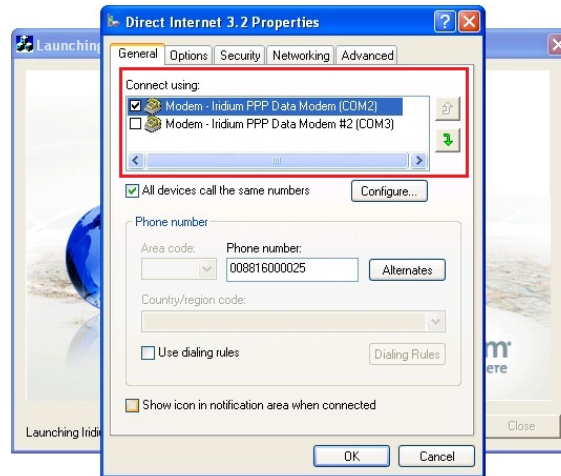 Direct Internet 3.2 Properties
Launching
General Options Security Networking Advanced
Connect using:
Modem - Iridium PPP Data Modem (COM2)
Modem - Iridium PPP Data Modem #2 (COM3)
All devices call the same numbers Configure...
Phone number
Area code: Phone number:
008816000025 Alternates
Country/region code:
Use dialing rules Dialing Rules
Show icon in notification area when connected
Launching Iridi
Close
OK Cancel